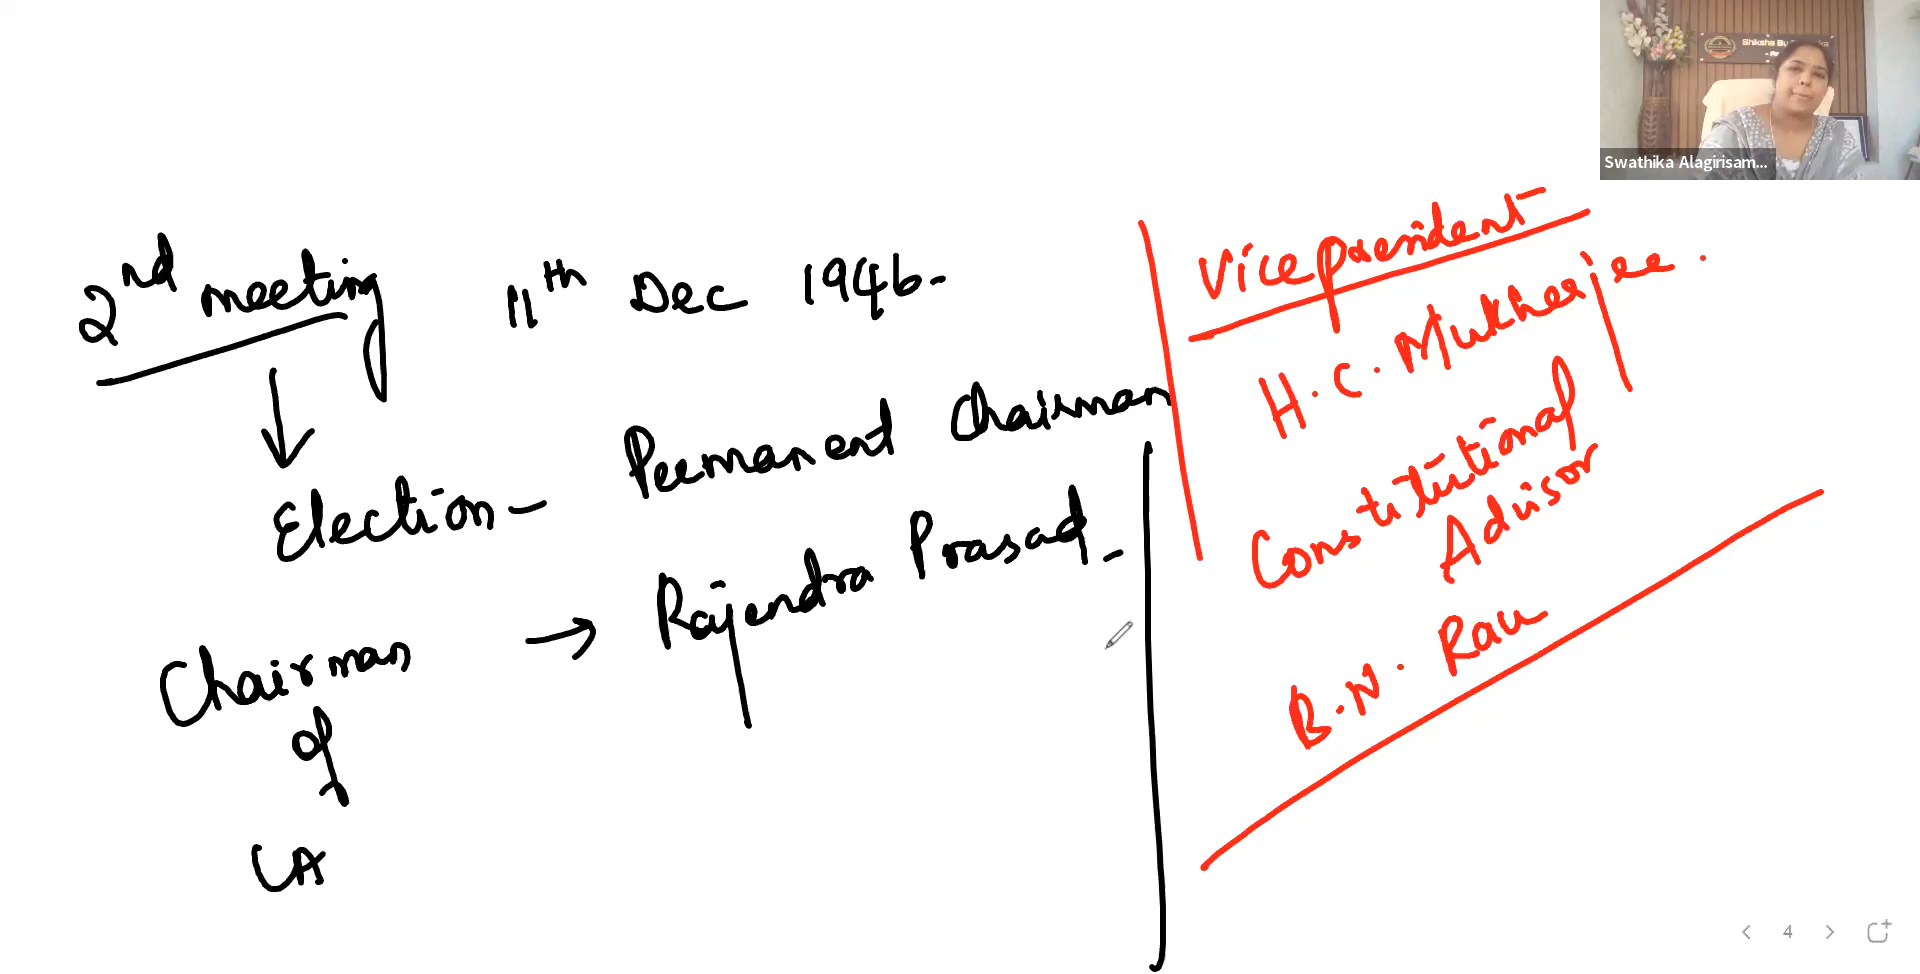 2nd meeting 11th Dec 1946.
Election - Permanent Chairman
Chairman → Rajendra Prasad -
of
CA
Vice president
H.C. Mukherjee.
Constitutional
Advisor
B.N. Rau
Swathika Alagirisam...
4